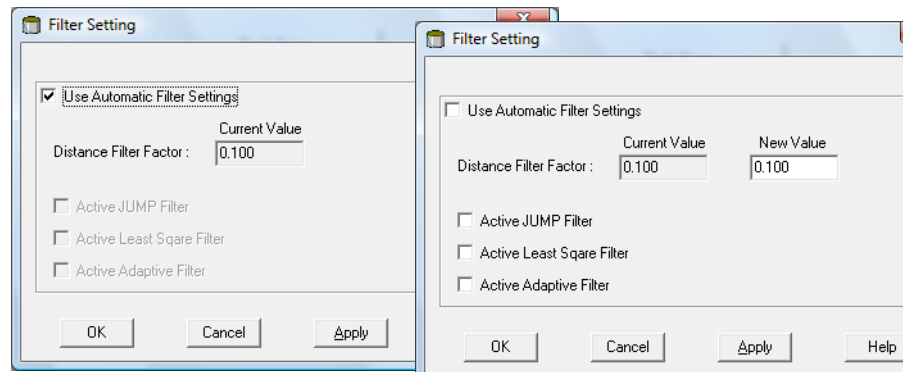 Filter Setting
Use Automatic Filter Settings
Current Value
Distance Filter Factor :
0.100
Active JUMP Filter
Active Least Sqare Filter
Active Adaptive Filter
OK
Cancel
Apply
Filter Setting
Use Automatic Filter Settings
Current Value
New Value
Distance Filter Factor :
0.100
0.100
Active JUMP Filter
Active Least Sqare Filter
Active Adaptive Filter
OK
Cancel
Apply
Help